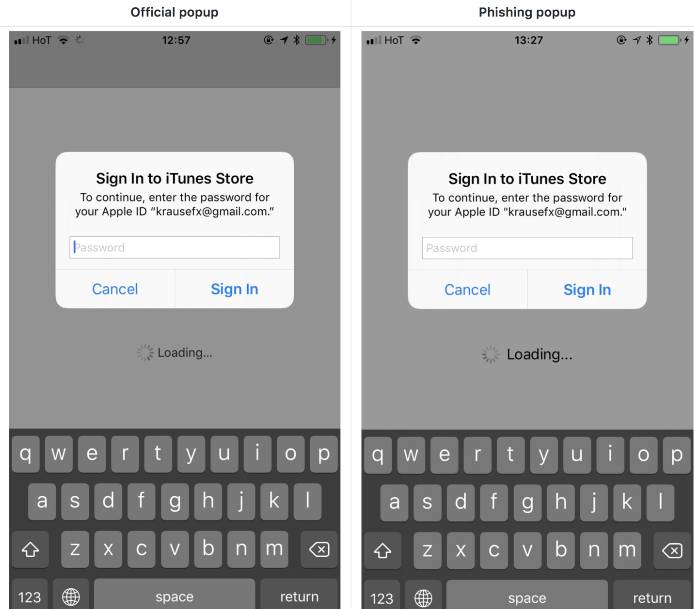 Official popup
HoT 12:57
Sign In to iTunes Store
To continue, enter the password for
your Apple ID “krausefx@gmail.com.”
Password
Cancel Sign In
Loading...
q w e r t y u i o p
a s d f g h j k l
z x c v b n m
123 space return
Phishing popup
HoT 13:27
Sign In to iTunes Store
To continue, enter the password for
your Apple ID "krausefx@gmail.com."
Password
Cancel Sign In
Loading...
q w e r t y u i o p
a s d f g h j k l
z x c v b n m
123 space return